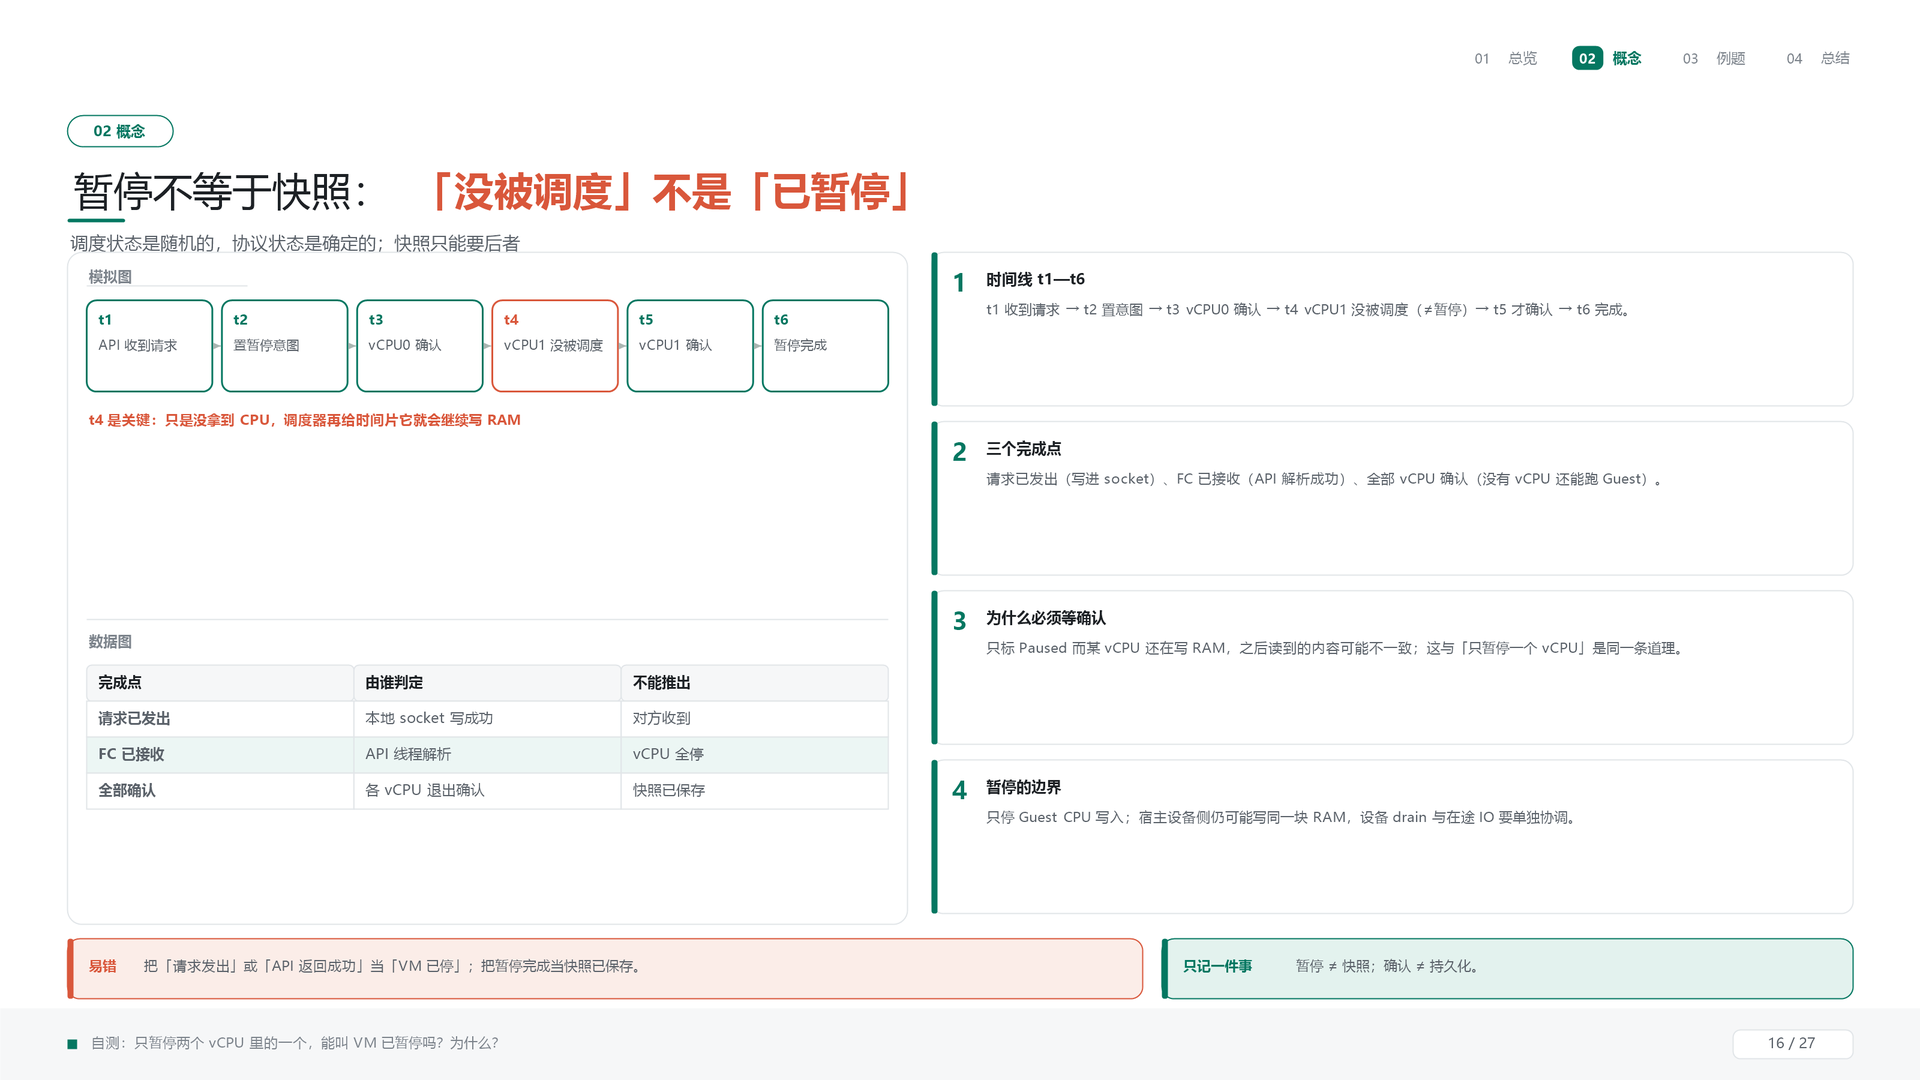 01 总览 02 概念 03 例题 04 总结
02 概念
暂停不等于快照： 「没被调度」不是「已暂停」
调度状态是随机的，协议状态是确定的；快照只能要后者
模拟图
t1 t2 t3 t4 t5 t6
API 收到请求 置暂停意图 vCPU0 确认 vCPU1 没被调度 vCPU1 确认 暂停完成
t4 是关键：只是没拿到 CPU，调度器再给时间片它就会继续写 RAM
数据图
完成点 由谁判定 不能推出
请求已发出 本地 socket 写成功 对方收到
FC 已接收 API 线程解析 vCPU 全停
全部确认 各 vCPU 退出确认 快照已保存
1 时间线 t1—t6
t1 收到请求 → t2 置意图 → t3 vCPU0 确认 → t4 vCPU1 没被调度（≠暂停）→ t5 才确认 → t6 完成。
2 三个完成点
请求已发出（写进 socket）、FC 已接收（API 解析成功）、全部 vCPU 确认（没有 vCPU 还能跑 Guest）。
3 为什么必须等确认
只标 Paused 而某 vCPU 还在写 RAM，之后读到的内容可能不一致；这与「只暂停一个 vCPU」是同一条道理。
4 暂停的边界
只停 Guest CPU 写入；宿主设备侧仍可能写同一块 RAM，设备 drain 与在途 IO 要单独协调。
易错 把「请求发出」或「API 返回成功」当「VM 已停」；把暂停完成当快照已保存。
只记一件事 暂停 ≠ 快照；确认 ≠ 持久化。
自测：只暂停两个 vCPU 里的一个，能叫 VM 已暂停吗？为什么？
16 / 27